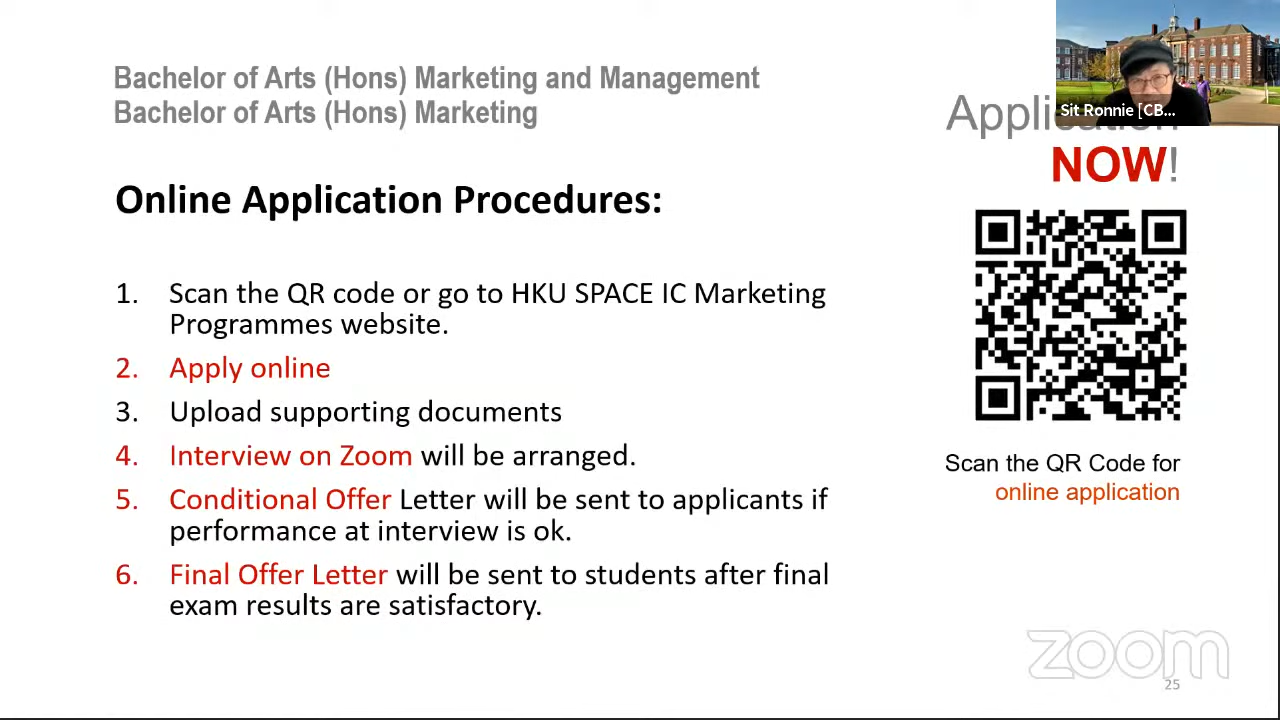 Bachelor of Arts (Hons) Marketing and Management
Bachelor of Arts (Hons) Marketing
Sit Ronnie [CB...
Application
NOW!
Online Application Procedures:
1. Scan the QR code or go to HKU SPACE IC Marketing
Programmes website.
2. Apply online
3. Upload supporting documents
4. Interview on Zoom will be arranged.
5. Conditional Offer Letter will be sent to applicants if
performance at interview is ok.
6. Final Offer Letter will be sent to students after final
exam results are satisfactory.
Scan the QR Code for
online application
zoom
25